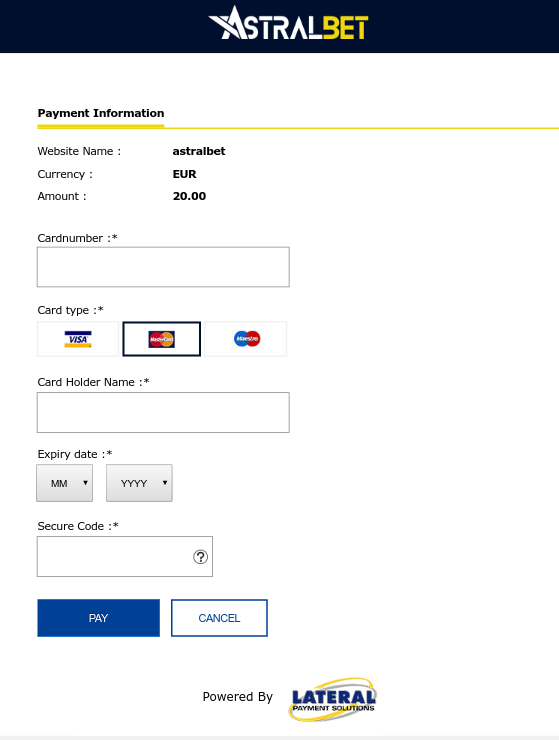 ASTRALBET
Payment Information
Website Name : astralbet
Currency : EUR
Amount : 20.00
Cardnumber :*
Card type :*
VISA MasterCard Maestro
Card Holder Name :*
Expiry date :*
MM YYYY
Secure Code :*
?
PAY CANCEL
Powered By LATERAL
PAYMENT SOLUTIONS